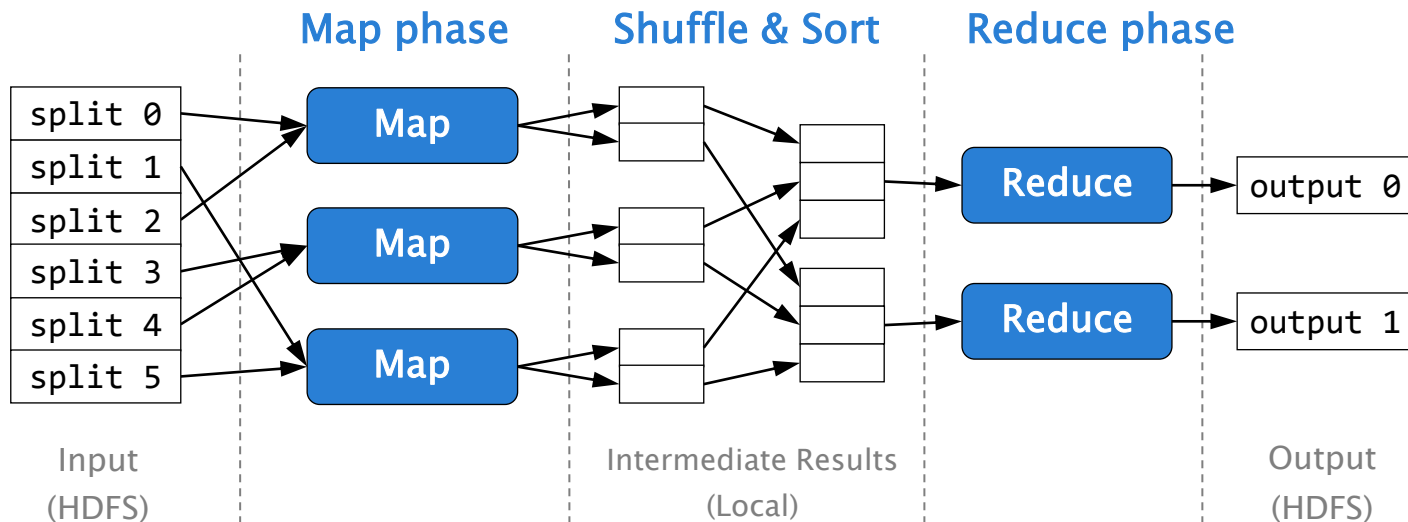 Map phase
Shuffle & Sort
Reduce phase
split 0
split 1
split 2
split 3
split 4
split 5
Map
Map
Map
Reduce
Reduce
output 0
output 1
Input
(HDFS)
Intermediate Results
(Local)
Output
(HDFS)